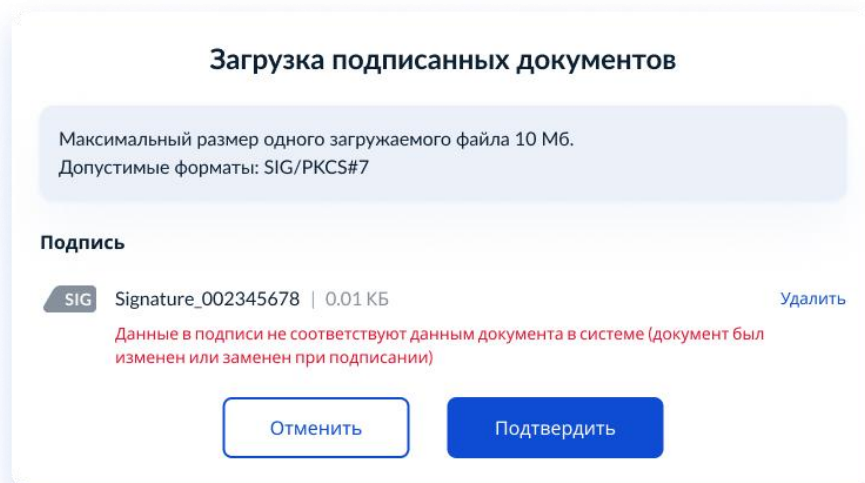 Загрузка подписанных документов
Максимальный размер одного загружаемого файла 10 Мб.
Допустимые форматы: SIG/PKCS#7
Подпись
SIG Signature_002345678 | 0.01 КБ Удалить
Данные в подписи не соответствуют данным документа в системе (документ был
изменен или заменен при подписании)
Отменить Подтвердить